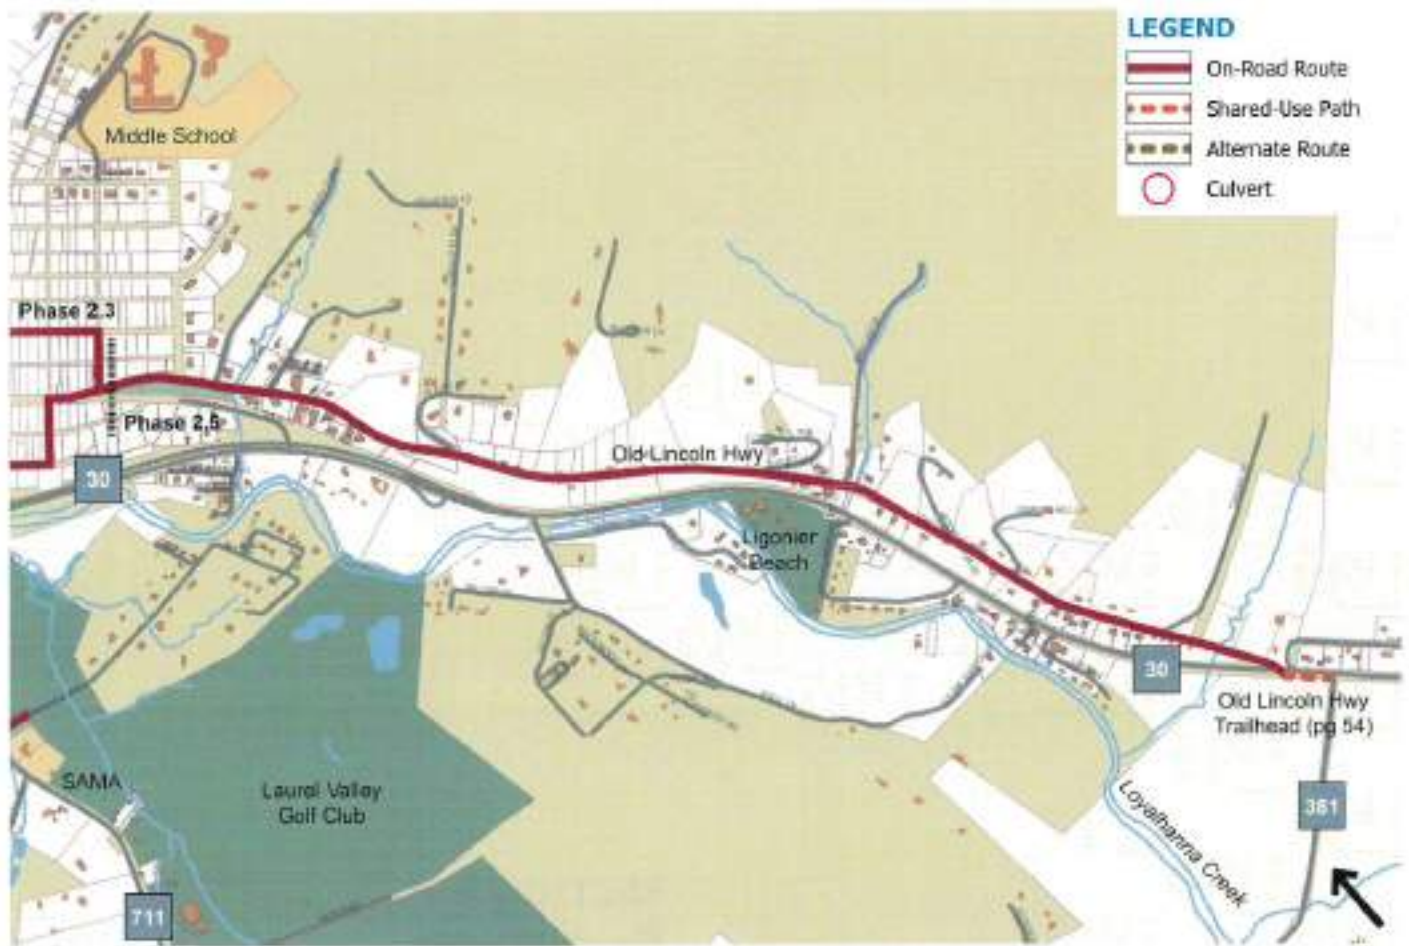 LEGEND
On-Road Route
Shared-Use Path
Alternate Route
Culvert
Middle School
Phase 2.3
Phase 2.5
30
Old Lincoln Hwy
Ligonier
Beach
30
Old Lincoln Hwy
Trailhead (pg 54)
SAMA
Laurel Valley
Golf Club
Loyalhanna Creek
381
711